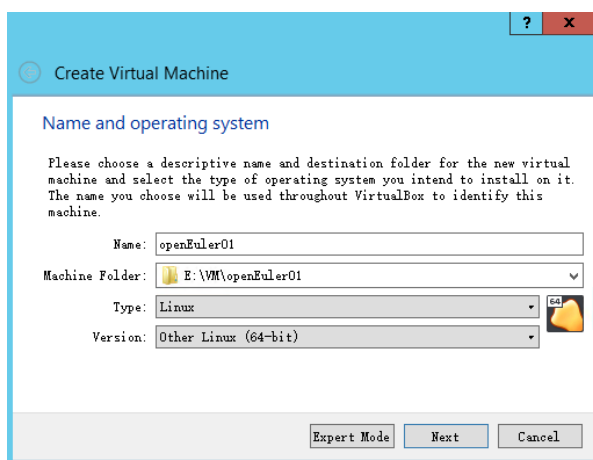 ? x
Create Virtual Machine
Name and operating system
Please choose a descriptive name and destination folder for the new virtual
machine and select the type of operating system you intend to install on it.
The name you choose will be used throughout VirtualBox to identify this
machine.
Name: openEuler01
Machine Folder: E:\VM\openEuler01
Type: Linux
64
Version: Other Linux (64-bit)
Expert Mode Next Cancel